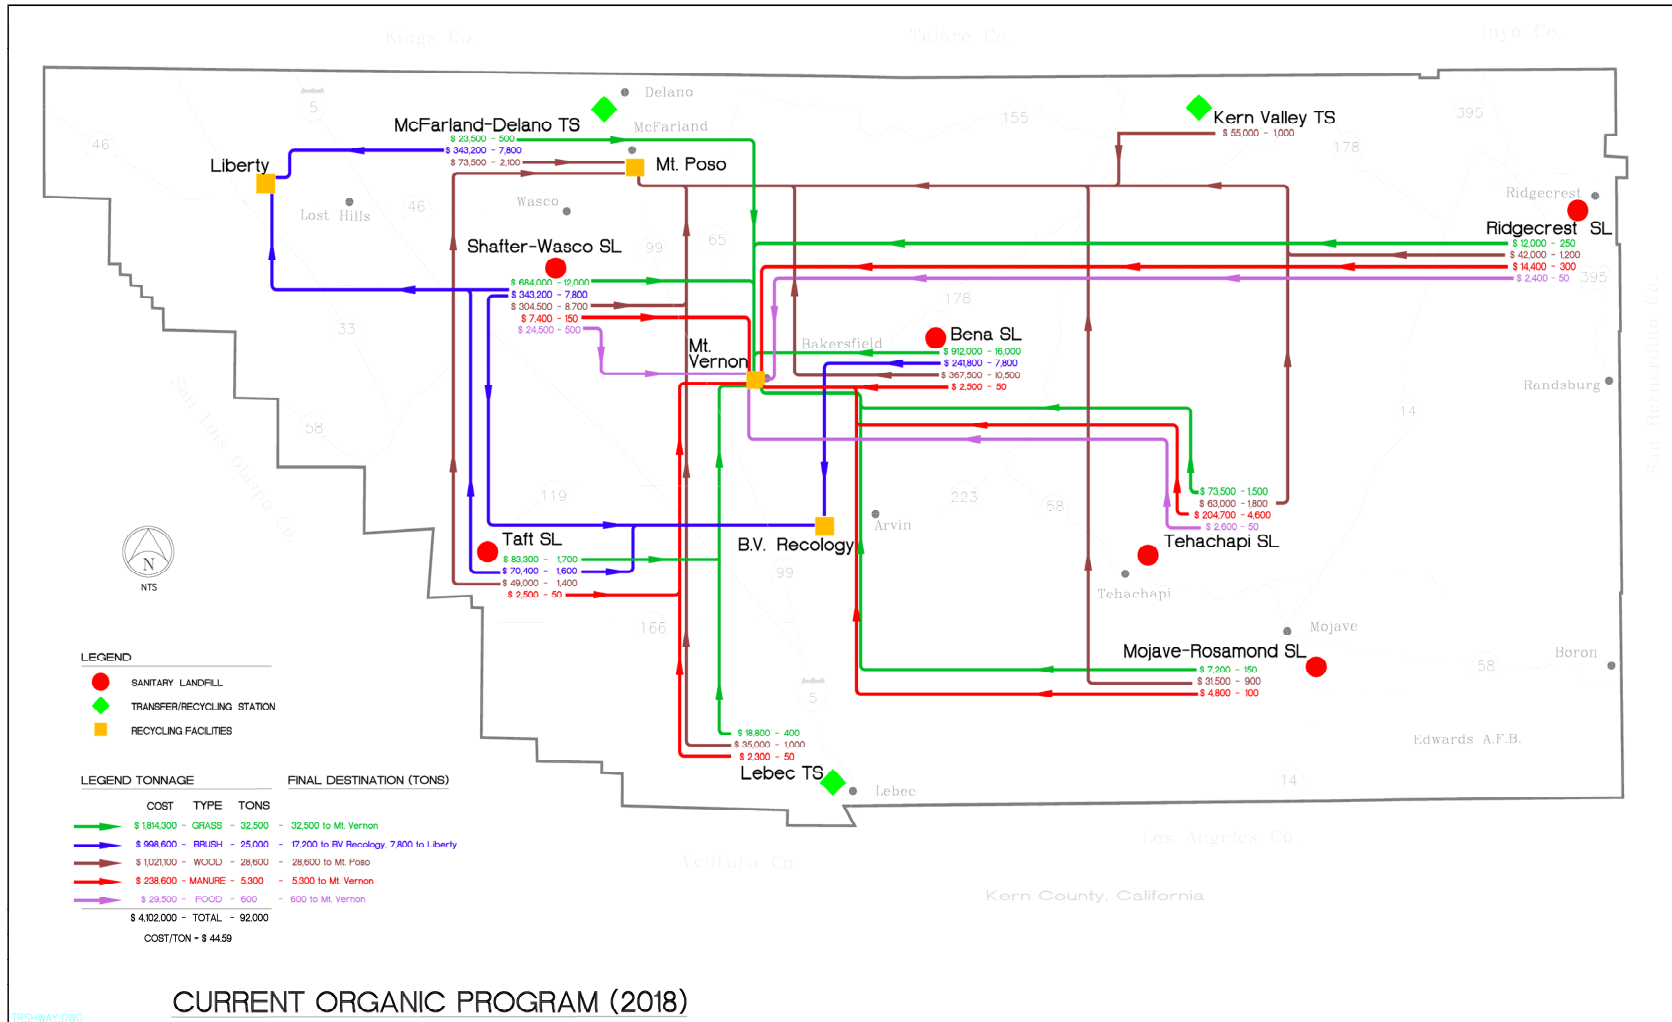 Kings Co.
Tulare Co.
Inyo Co.
5
46
Delano
McFarland-Delano TS
McFarland
$ 23,500 - 500
$ 343,200 - 7,800
$ 73,500 - 2,100
Liberty
Mt. Poso
155
Kern Valley TS
$ 55,000 - 1,000
178
395
Lost Hills
46
Wasco
99
65
Ridgecrest
Ridgecrest SL
$ 12,000 - 250
$ 42,000 - 1,200
$ 14,400 - 300
$ 2,400 - 50
395
Shafter-Wasco SL
$ 684,000 - 12,000
$ 343,200 - 7,800
$ 304,500 - 8,700
$ 7,400 - 150
$ 24,500 - 500
33
178
Bakersfield
Mt.
Vernon
Bena SL
$ 912,000 - 16,000
$ 241,800 - 7,800
$ 367,500 - 10,500
$ 2,500 - 50
San Bernardino Co.
Randsburg
14
San Luis Obispo Co.
58
119
223
58
Arvin
$ 73,500 - 1,500
$ 63,000 - 1,800
$ 204,700 - 4,600
$ 2,600 - 50
Tehachapi SL
Tehachapi
N
NTS
Taft SL
$ 83,300 - 1,700
$ 70,400 - 1,600
$ 49,000 - 1,400
$ 2,500 - 50
B.V. Recology
99
166
Mojave
Mojave-Rosamond SL
$ 7,200 - 150
$ 31,500 - 900
$ 4,800 - 100
58
Boron
5
$ 18,800 - 400
$ 35,000 - 1,000
$ 2,300 - 50
Lebec TS
Lebec
Edwards A.F.B.
14
Los Angeles Co.
Ventura Co.
Kern County, California
LEGEND
SANITARY LANDFILL
TRANSFER/RECYCLING STATION
RECYCLING FACILITIES
LEGEND TONNAGE FINAL DESTINATION (TONS)
COST TYPE TONS
$ 1,814,300 - GRASS - 32,500 - 32,500 to Mt. Vernon
$ 998,600 - BRUSH - 25,000 - 17,200 to BV Recology, 7,800 to Liberty
$ 1,021,100 - WOOD - 28,600 - 28,600 to Mt. Poso
$ 238,600 - MANURE - 5,300 - 5,300 to Mt. Vernon
$ 29,500 - FOOD - 600 - 600 to Mt. Vernon
$ 4,102,000 - TOTAL - 92,000
COST/TON = $ 44.59
CURRENT ORGANIC PROGRAM (2018)
TRSHWAY.DWG